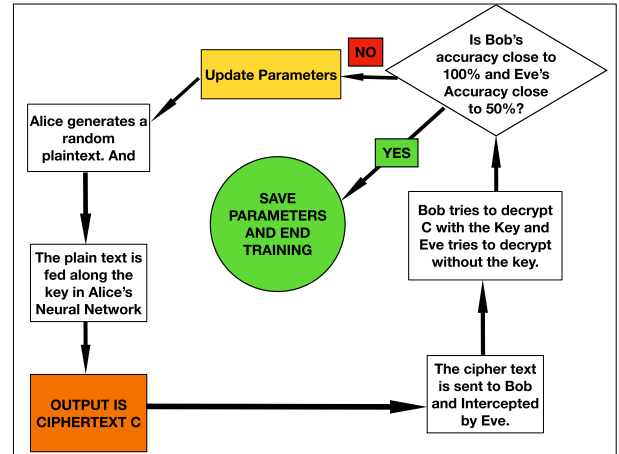 Is Bob's
accuracy close to
100% and Eve's
Accuracy close
to 50%?
NO
Update Parameters
Alice generates a
random
plaintext. And
YES
SAVE
PARAMETERS
AND END
TRAINING
Bob tries to decrypt
C with the Key and
Eve tries to decrypt
without the key.
The plain text is
fed along the
key in Alice's
Neural Network
The cipher text
is sent to Bob
and Intercepted
by Eve.
OUTPUT IS
CIPHERTEXT C